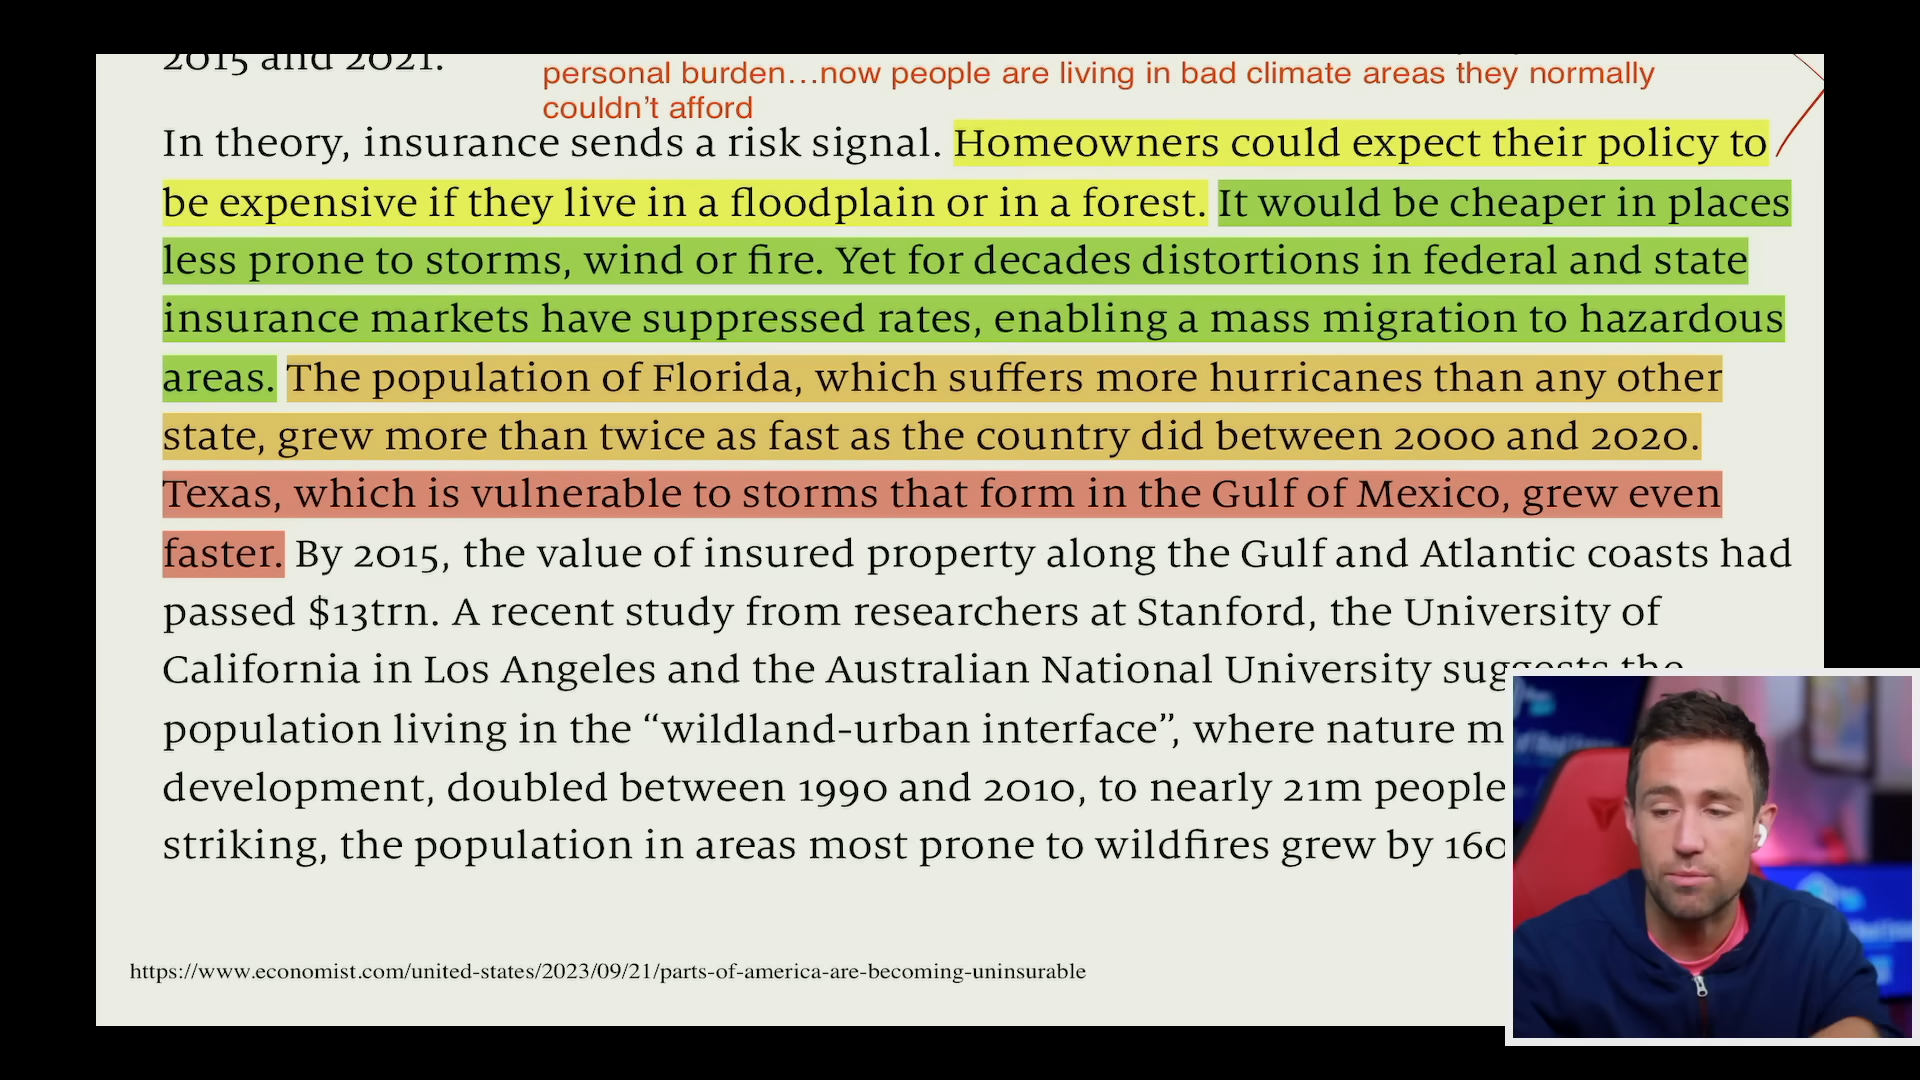 2015 and 2021.
personal burden…now people are living in bad climate areas they normally
couldn’t afford
In theory, insurance sends a risk signal. Homeowners could expect their policy to
be expensive if they live in a floodplain or in a forest. It would be cheaper in places
less prone to storms, wind or fire. Yet for decades distortions in federal and state
insurance markets have suppressed rates, enabling a mass migration to hazardous
areas. The population of Florida, which suffers more hurricanes than any other
state, grew more than twice as fast as the country did between 2000 and 2020.
Texas, which is vulnerable to storms that form in the Gulf of Mexico, grew even
faster. By 2015, the value of insured property along the Gulf and Atlantic coasts had
passed $13trn. A recent study from researchers at Stanford, the University of
California in Los Angeles and the Australian National University suggests the
population living in the “wildland-urban interface”, where nature m
development, doubled between 1990 and 2010, to nearly 21m people
striking, the population in areas most prone to wildfires grew by 160
https://www.economist.com/united-states/2023/09/21/parts-of-america-are-becoming-uninsurable